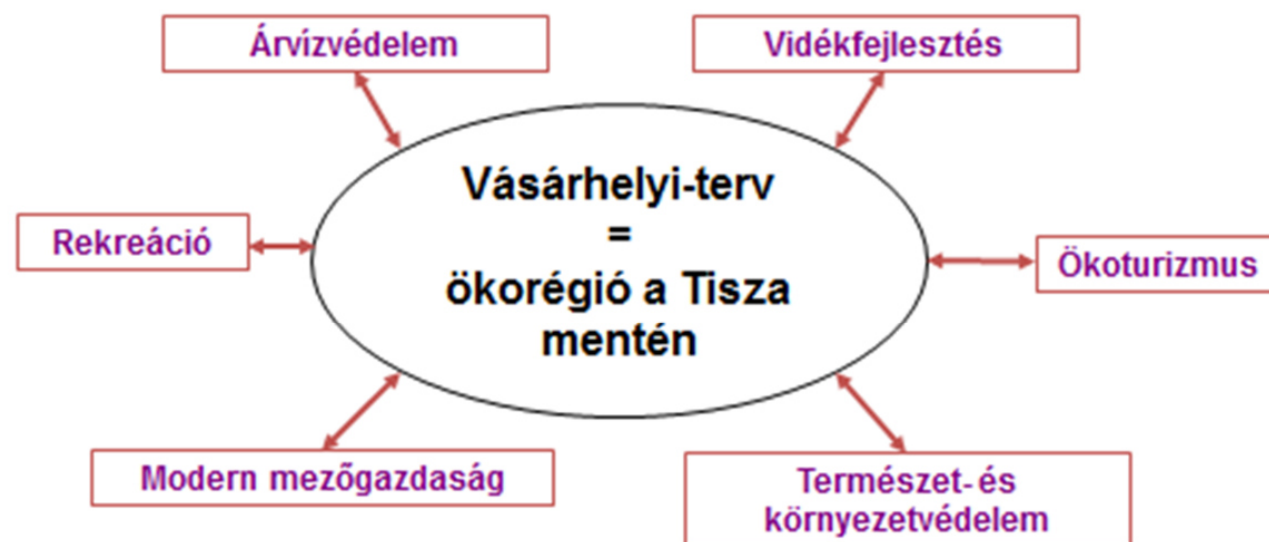 Árvízvédelem
Vidékfejlesztés
Vásárhelyi-terv
=
ökorégió a Tisza
mentén
Rekreáció
Ökoturizmus
Modern mezőgazdaság
Természet- és
környezetvédelem